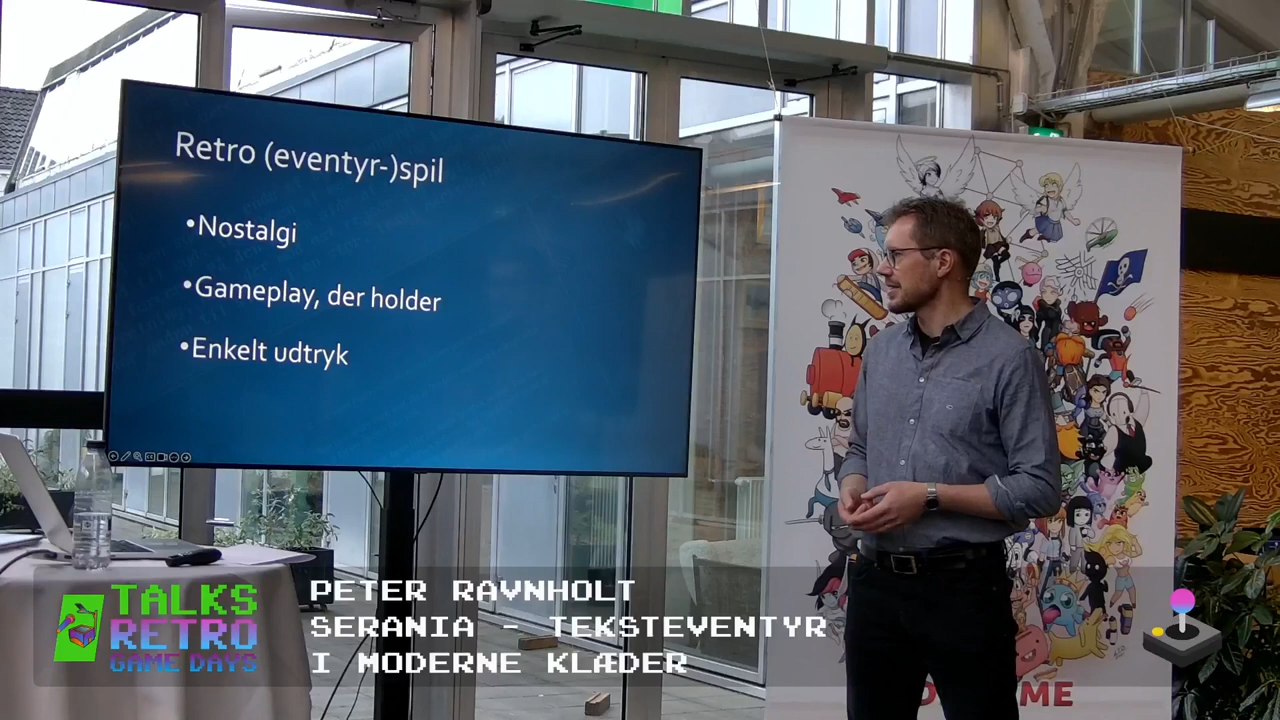 Retro (eventyr-)spil
•Nostalgi
•Gameplay, der holder
•Enkelt udtryk
TALKS
RETRO
GAME DAYS
PETER RAVNHOLT
SERANIA - TEKSTEVENTYR
I MODERNE KLÆDER
ME